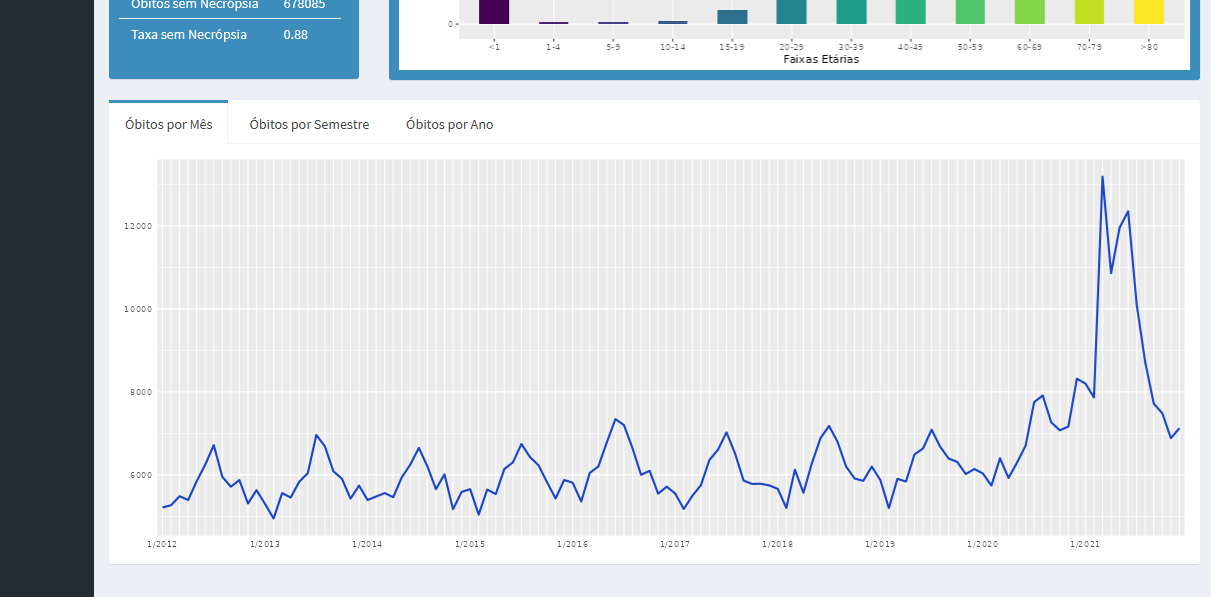 Óbitos sem Necrópsia 678085
Taxa sem Necrópsia 0.88
0
<1 1-4 5-9 10-14 15-19 20-29 30-39 40-49 50-59 60-69 70-79 >80
Faixas Etárias
Óbitos por Mês Óbitos por Semestre Óbitos por Ano
12000
10000
8000
6000
1/2012 1/2013 1/2014 1/2015 1/2016 1/2017 1/2018 1/2019 1/2020 1/2021